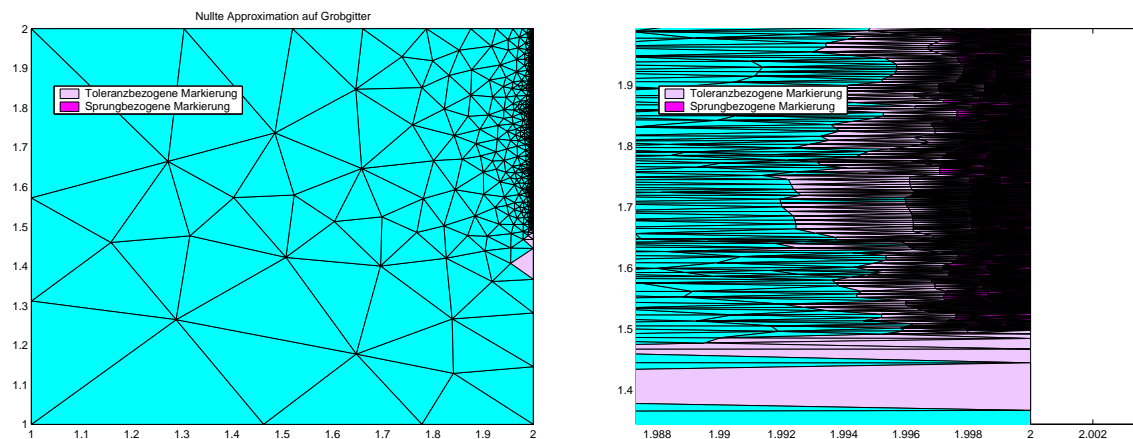 Nullte Approximation auf Grobgitter
2
1.9
1.8
1.7
1.6
1.5
1.4
1.3
1.2
1.1
1
1 1.1 1.2 1.3 1.4 1.5 1.6 1.7 1.8 1.9 2
Toleranzbezogene Markierung
Sprungbezogene Markierung
1.9
1.8
1.7
1.6
1.5
1.4
1.988 1.99 1.992 1.994 1.996 1.998 2 2.002
Toleranzbezogene Markierung
Sprungbezogene Markierung